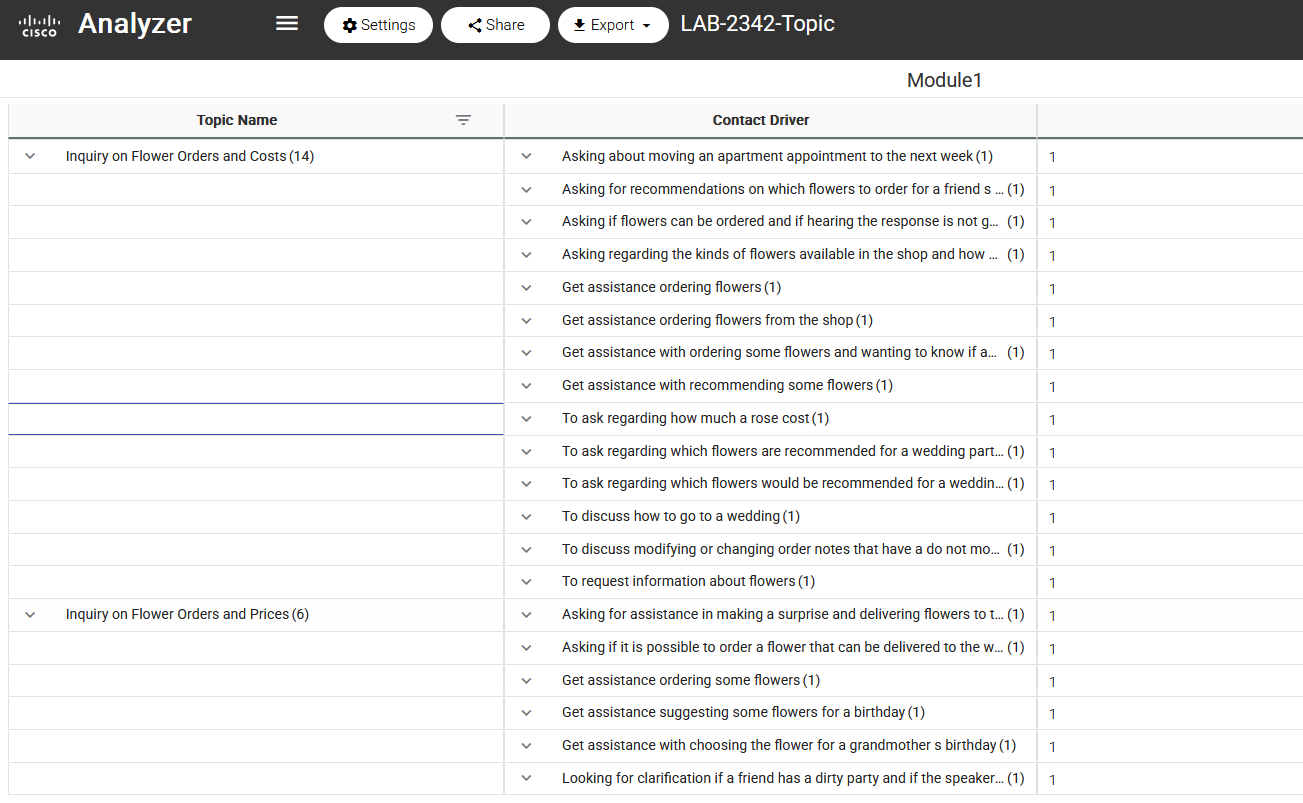 cisco Analyzer Settings Share Export LAB-2342-Topic
Module1
Topic Name Contact Driver
Inquiry on Flower Orders and Costs (14) Asking about moving an apartment appointment to the next week (1) 1
Asking for recommendations on which flowers to order for a friend s ... (1) 1
Asking if flowers can be ordered and if hearing the response is not g... (1) 1
Asking regarding the kinds of flowers available in the shop and how ... (1) 1
Get assistance ordering flowers (1) 1
Get assistance ordering flowers from the shop (1) 1
Get assistance with ordering some flowers and wanting to know if a... (1) 1
Get assistance with recommending some flowers (1) 1
To ask regarding how much a rose cost (1) 1
To ask regarding which flowers are recommended for a wedding part... (1) 1
To ask regarding which flowers would be recommended for a weddin... (1) 1
To discuss how to go to a wedding (1) 1
To discuss modifying or changing order notes that have a do not mo... (1) 1
To request information about flowers (1) 1
Inquiry on Flower Orders and Prices (6) Asking for assistance in making a surprise and delivering flowers to t... (1) 1
Asking if it is possible to order a flower that can be delivered to the w... (1) 1
Get assistance ordering some flowers (1) 1
Get assistance suggesting some flowers for a birthday (1) 1
Get assistance with choosing the flower for a grandmother s birthday (1) 1
Looking for clarification if a friend has a dirty party and if the speaker... (1) 1